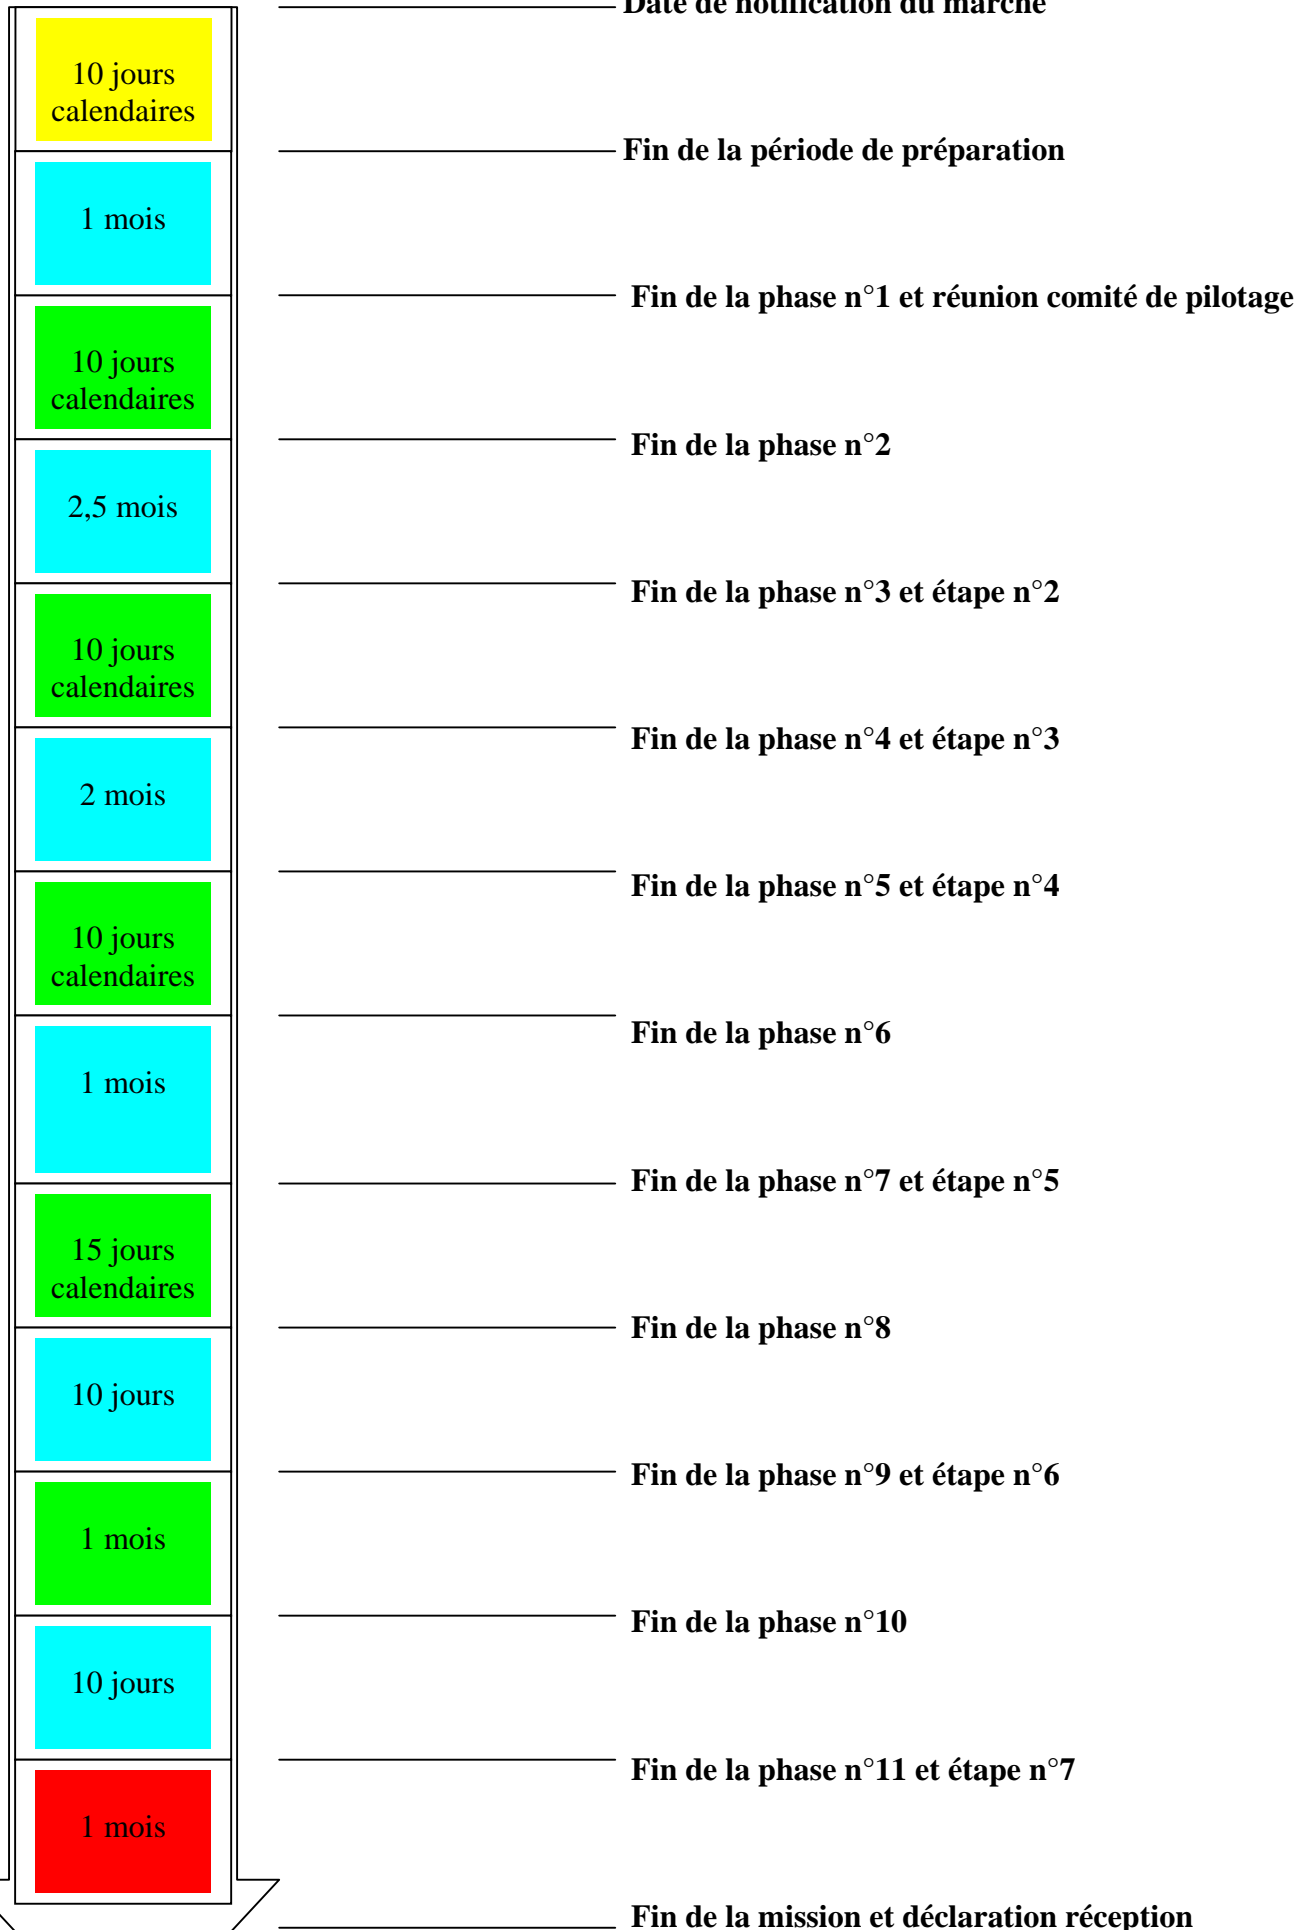 Date de notification du marché
10 jours
calendaires
Fin de la période de préparation
1 mois
Fin de la phase n°1 et réunion comité de pilotage
10 jours
calendaires
Fin de la phase n°2
2,5 mois
Fin de la phase n°3 et étape n°2
10 jours
calendaires
Fin de la phase n°4 et étape n°3
2 mois
Fin de la phase n°5 et étape n°4
10 jours
calendaires
Fin de la phase n°6
1 mois
Fin de la phase n°7 et étape n°5
15 jours
calendaires
Fin de la phase n°8
10 jours
Fin de la phase n°9 et étape n°6
1 mois
Fin de la phase n°10
10 jours
Fin de la phase n°11 et étape n°7
1 mois
Fin de la mission et déclaration réception